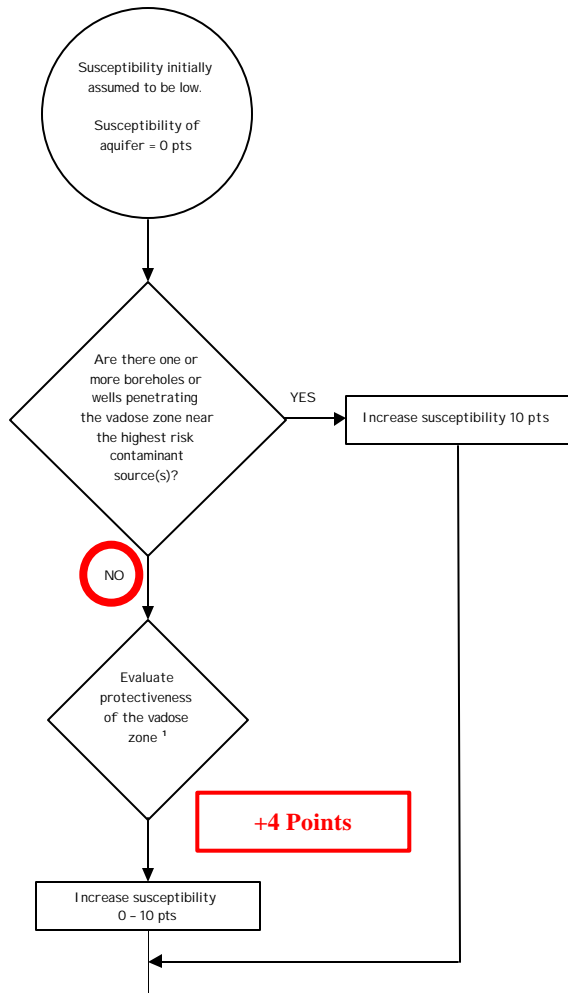 Susceptibility initially
assumed to be low.
Susceptibility of
aquifer = 0 pts
Are there one or
more boreholes or
wells penetrating
the vadose zone near
the highest risk
contaminant
source(s)?
YES
Increase susceptibility 10 pts
NO
Evaluate
protectiveness
of the vadose
zone ¹
+4 Points
Increase susceptibility
0 – 10 pts